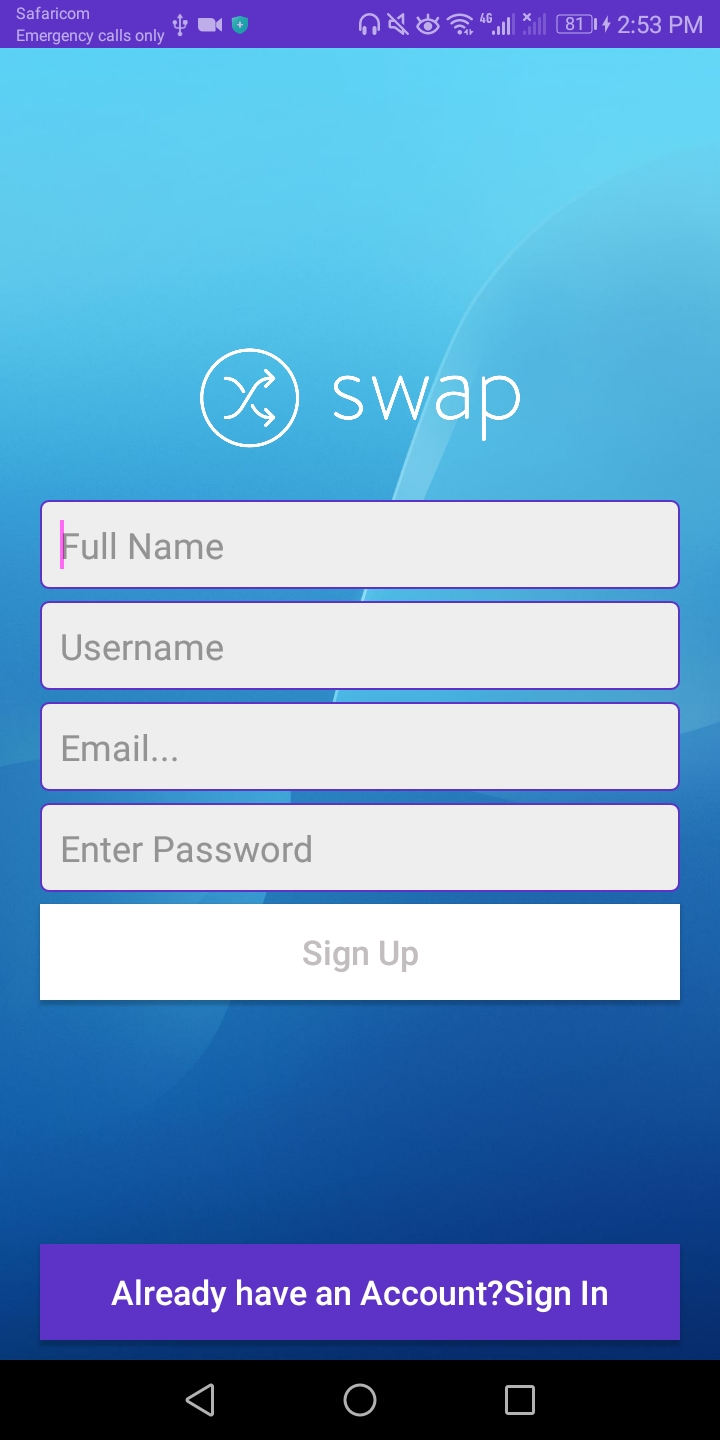 Safaricom
Emergency calls only
4G
81
2:53 PM
swap
Full Name
Username
Email...
Enter Password
Sign Up
Already have an Account?Sign In